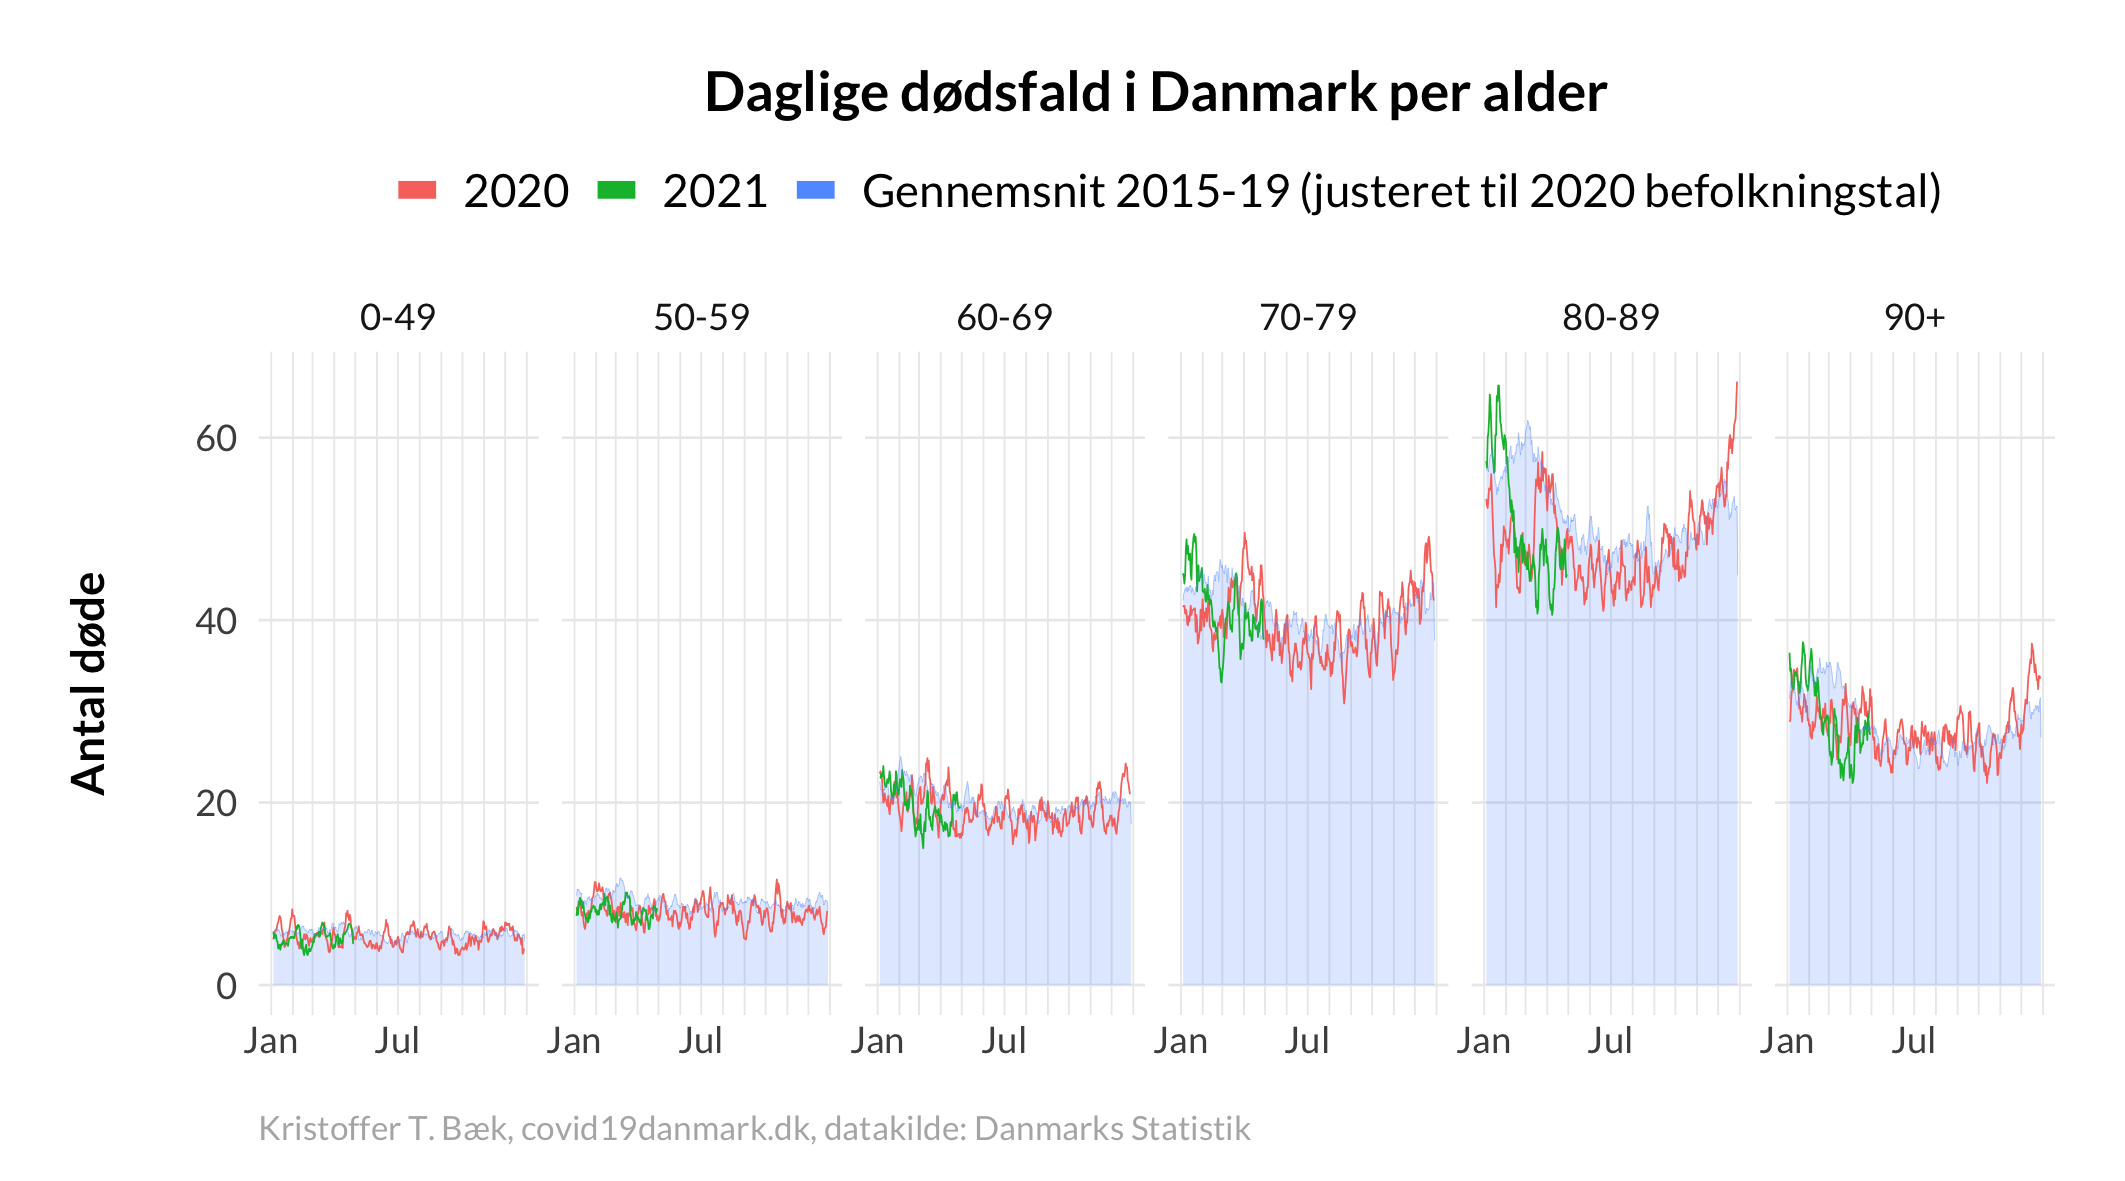 Daglige dødsfald i Danmark per alder
2020 2021 Gennemsnit 2015-19 (justeret til 2020 befolkningstal)
0-49 50-59 60-69 70-79 80-89 90+
Antal døde
60
40
20
0
Jan Jul Jan Jul Jan Jul Jan Jul Jan Jul Jan Jul
Kristoffer T. Bæk, covid19danmark.dk, datakilde: Danmarks Statistik